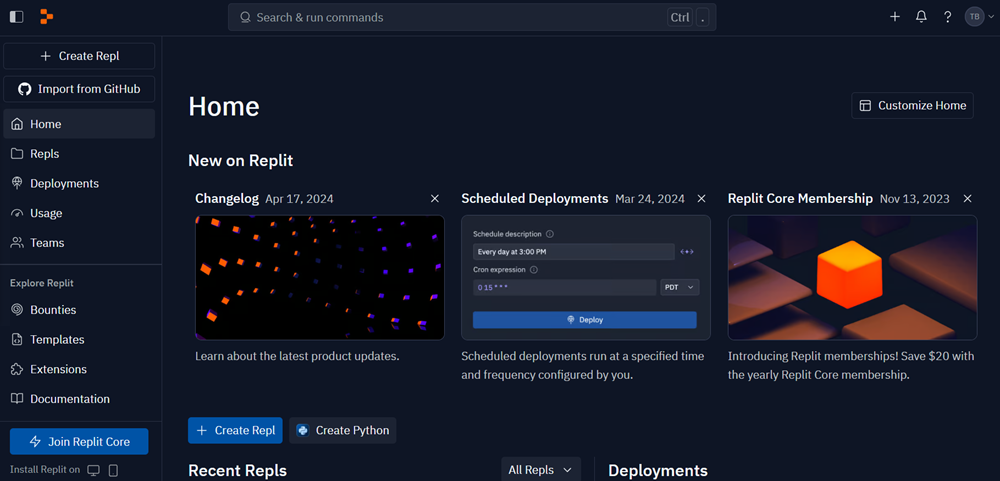 Search & run commands
Ctrl
.
TB
Create Repl
Import from GitHub
Home
Repls
Deployments
Usage
Teams
Explore Replit
Bounties
Templates
Extensions
Documentation
Join Replit Core
Install Replit on
Home
Customize Home
New on Replit
Changelog Apr 17, 2024
Learn about the latest product updates.
Scheduled Deployments Mar 24, 2024
Schedule description
Every day at 3:00 PM
Cron expression
0 15 * * *
PDT
Deploy
Scheduled deployments run at a specified time
and frequency configured by you.
Replit Core Membership Nov 13, 2023
Introducing Replit memberships! Save $20 with
the yearly Replit Core membership.
Create Repl
Create Python
Recent Repls
All Repls
Deployments